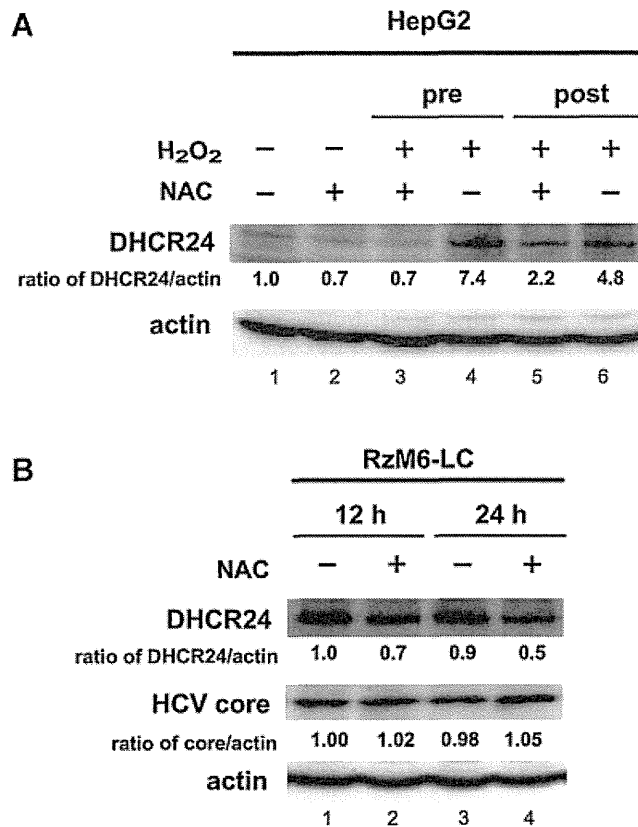 A
HepG2
pre post
H₂O₂ – – + + + +
NAC – + + – + –
DHCR24
ratio of DHCR24/actin 1.0 0.7 0.7 7.4 2.2 4.8
actin
1 2 3 4 5 6
B
RzM6-LC
12 h 24 h
NAC – + – +
DHCR24
ratio of DHCR24/actin 1.0 0.7 0.9 0.5
HCV core
ratio of core/actin 1.00 1.02 0.98 1.05
actin
1 2 3 4